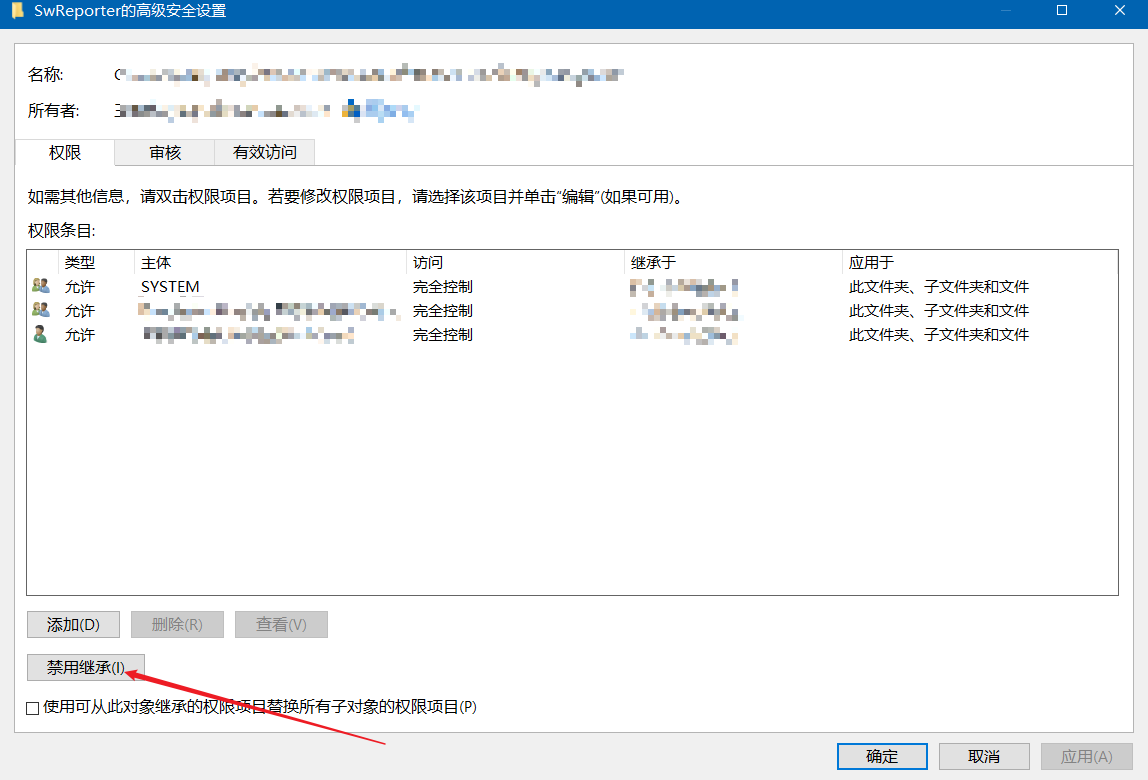 SwReporter的高级安全设置
名称:
所有者:
权限 审核 有效访问
如需其他信息，请双击权限项目。若要修改权限项目，请选择该项目并单击"编辑"(如果可用)。
权限条目:
类型 主体 访问 继承于 应用于
允许 SYSTEM 完全控制 此文件夹、子文件夹和文件
允许 完全控制 此文件夹、子文件夹和文件
允许 完全控制 此文件夹、子文件夹和文件
添加(D) 删除(R) 查看(V)
禁用继承(I)
使用可从此对象继承的权限项目替换所有子对象的权限项目(P)
确定 取消 应用(A)